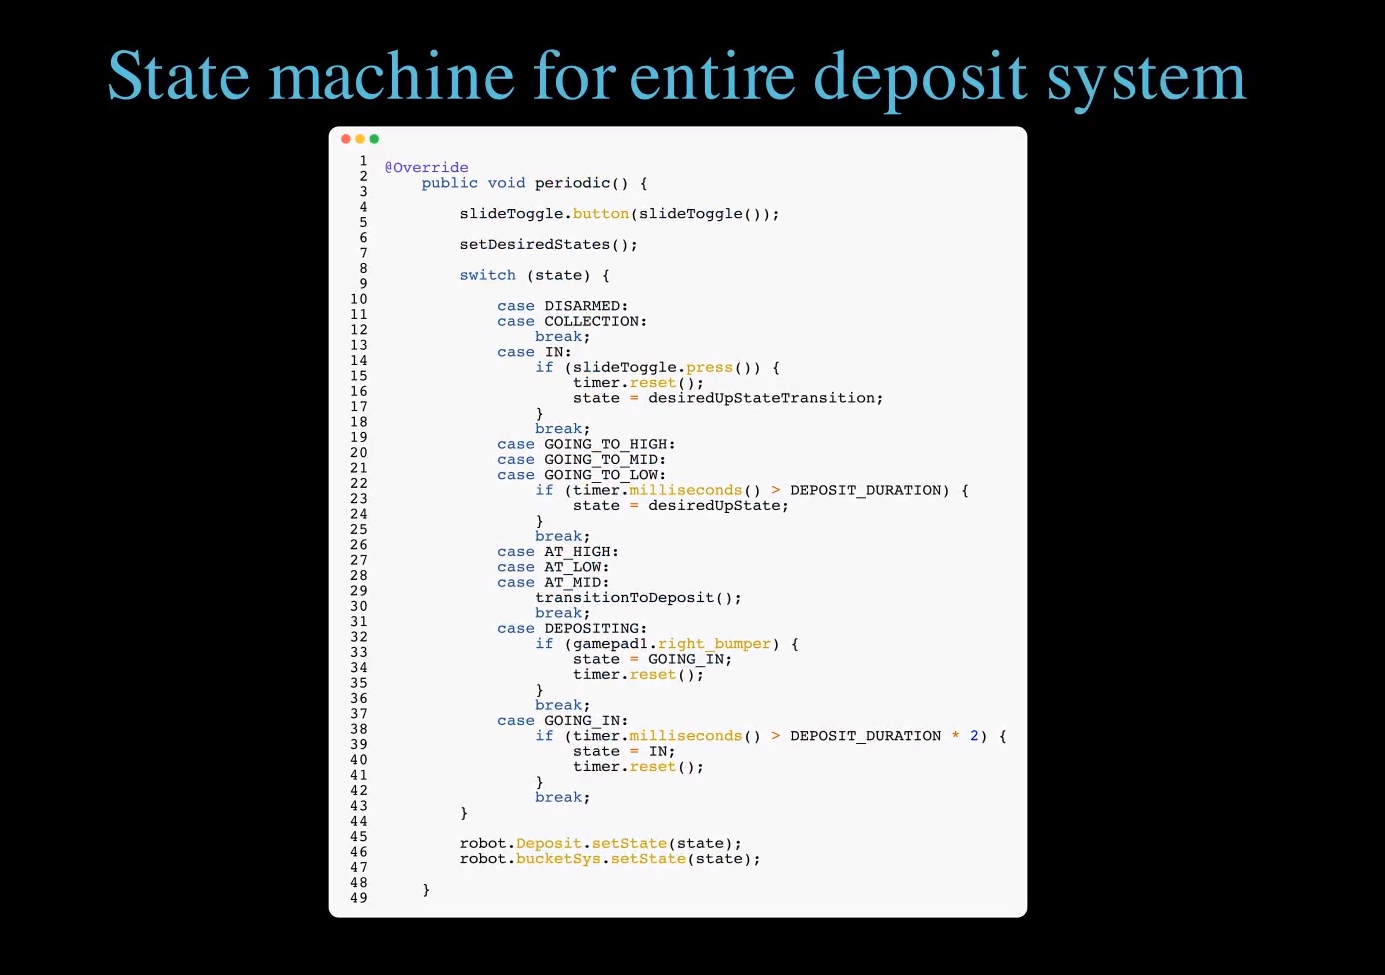 State machine for entire deposit system
1 @Override
2     public void periodic() {
3
4         slideToggle.button(slideToggle());
5
6         setDesiredStates();
7
8         switch (state) {
9
10             case DISARMED:
11             case COLLECTION:
12                 break;
13             case IN:
14                 if (slideToggle.press()) {
15                     timer.reset();
16                     state = desiredUpStateTransition;
17                 }
18                 break;
19             case GOING_TO_HIGH:
20             case GOING_TO_MID:
21             case GOING_TO_LOW:
22                 if (timer.milliseconds() > DEPOSIT_DURATION) {
23                     state = desiredUpState;
24                 }
25                 break;
26             case AT_HIGH:
27             case AT_LOW:
28             case AT_MID:
29                 transitionToDeposit();
30                 break;
31             case DEPOSITING:
32                 if (gamepad1.right_bumper) {
33                     state = GOING_IN;
34                     timer.reset();
35                 }
36                 break;
37             case GOING_IN:
38                 if (timer.milliseconds() > DEPOSIT_DURATION * 2) {
39                     state = IN;
40                     timer.reset();
41                 }
42                 break;
43         }
44
45         robot.Deposit.setState(state);
46         robot.bucketSys.setState(state);
47
48     }
49